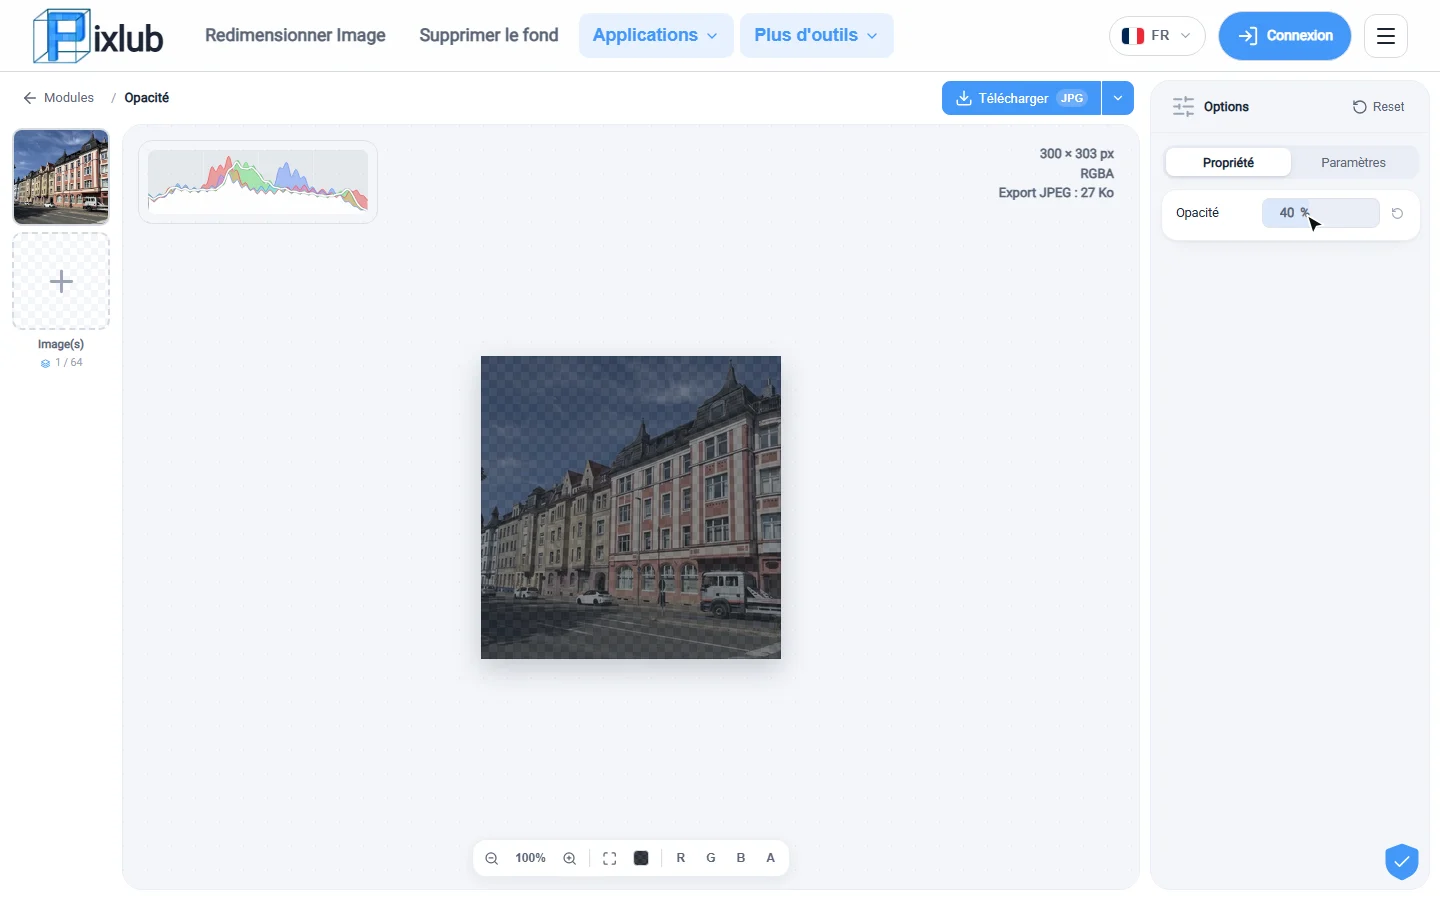 Pixlub
Redimensionner Image
Supprimer le fond
Applications
Plus d'outils
FR
Connexion
Modules / Opacité
Télécharger JPG
Options
Reset
300 × 303 px
RGBA
Export JPEG : 27 Ko
Propriété
Paramètres
Opacité
40 %
Image(s)
1 / 64
100%
R
G
B
A